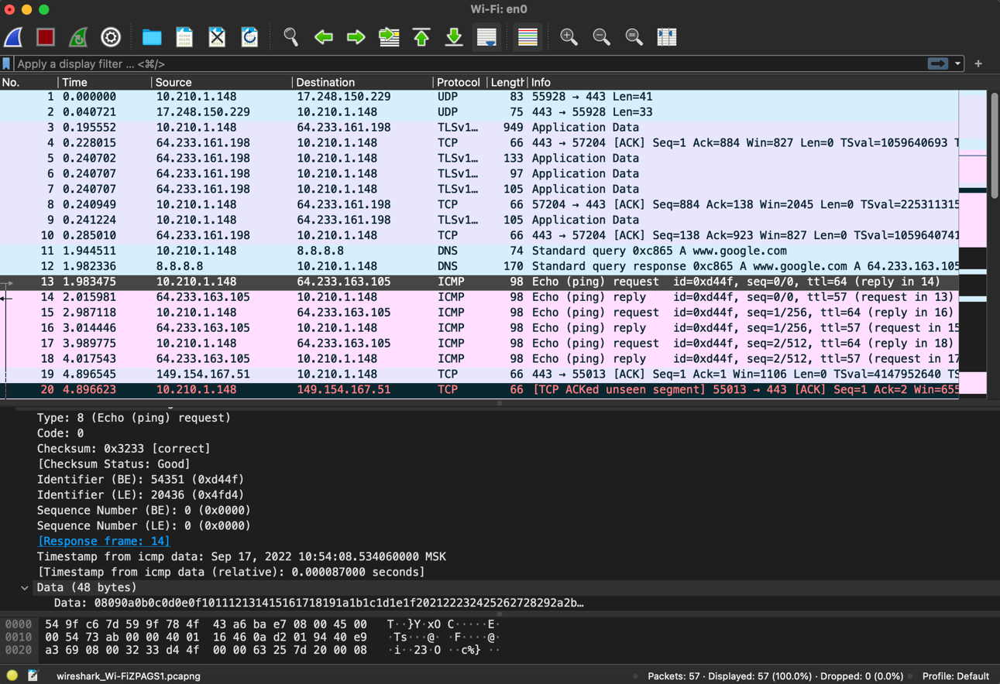 Wi-Fi: en0
Apply a display filter ... <⌘/>
No. Time Source Destination Protocol Length Info
1 0.000000 10.210.1.148 17.248.150.229 UDP 83 55928 → 443 Len=41
2 0.040721 17.248.150.229 10.210.1.148 UDP 75 443 → 55928 Len=33
3 0.195552 10.210.1.148 64.233.161.198 TLSv1… 949 Application Data
4 0.228015 64.233.161.198 10.210.1.148 TCP 66 443 → 57204 [ACK] Seq=1 Ack=884 Win=827 Len=0 TSval=1059640693 T
5 0.240702 64.233.161.198 10.210.1.148 TLSv1… 133 Application Data
6 0.240707 64.233.161.198 10.210.1.148 TLSv1… 97 Application Data
7 0.240707 64.233.161.198 10.210.1.148 TLSv1… 105 Application Data
8 0.240949 10.210.1.148 64.233.161.198 TCP 66 57204 → 443 [ACK] Seq=884 Ack=138 Win=2045 Len=0 TSval=225311315
9 0.241224 10.210.1.148 64.233.161.198 TLSv1… 105 Application Data
10 0.285010 64.233.161.198 10.210.1.148 TCP 66 443 → 57204 [ACK] Seq=138 Ack=923 Win=827 Len=0 TSval=1059640741
11 1.944511 10.210.1.148 8.8.8.8 DNS 74 Standard query 0xc865 A www.google.com
12 1.982336 8.8.8.8 10.210.1.148 DNS 170 Standard query response 0xc865 A www.google.com A 64.233.163.105
13 1.983475 10.210.1.148 64.233.163.105 ICMP 98 Echo (ping) request id=0xd44f, seq=0/0, ttl=64 (reply in 14)
14 2.015981 64.233.163.105 10.210.1.148 ICMP 98 Echo (ping) reply id=0xd44f, seq=0/0, ttl=57 (request in 13)
15 2.987118 10.210.1.148 64.233.163.105 ICMP 98 Echo (ping) request id=0xd44f, seq=1/256, ttl=64 (reply in 16)
16 3.014446 64.233.163.105 10.210.1.148 ICMP 98 Echo (ping) reply id=0xd44f, seq=1/256, ttl=57 (request in 15
17 3.989775 10.210.1.148 64.233.163.105 ICMP 98 Echo (ping) request id=0xd44f, seq=2/512, ttl=64 (reply in 18)
18 4.017543 64.233.163.105 10.210.1.148 ICMP 98 Echo (ping) reply id=0xd44f, seq=2/512, ttl=57 (request in 17
19 4.896545 149.154.167.51 10.210.1.148 TCP 66 443 → 55013 [ACK] Seq=1 Ack=1 Win=1106 Len=0 TSval=4147952640 TS
20 4.896623 10.210.1.148 149.154.167.51 TCP 66 [TCP ACKed unseen segment] 55013 → 443 [ACK] Seq=1 Ack=2 Win=655
Type: 8 (Echo (ping) request)
Code: 0
Checksum: 0x3233 [correct]
[Checksum Status: Good]
Identifier (BE): 54351 (0xd44f)
Identifier (LE): 20436 (0x4fd4)
Sequence Number (BE): 0 (0x0000)
Sequence Number (LE): 0 (0x0000)
[Response frame: 14]
Timestamp from icmp data: Sep 17, 2022 10:54:08.534060000 MSK
[Timestamp from icmp data (relative): 0.000087000 seconds]
Data (48 bytes)
Data: 08090a0b0c0d0e0f101112131415161718191a1b1c1d1e1f202122232425262728292a2b…
0000 54 9f c6 7d 59 9f 78 4f 43 a6 ba e7 08 00 45 00 T··}Y·xO C·····E·
0010 00 54 73 ab 00 00 40 01 16 46 0a d2 01 94 40 e9 ·Ts···@· ·F····@·
0020 a3 69 08 00 32 33 d4 4f 00 00 63 25 7d 20 00 08 ·i··23·O ··c%} ··
wireshark_Wi-FiZPAGS1.pcapng
Packets: 57 · Displayed: 57 (100.0%) · Dropped: 0 (0.0%)
Profile: Default